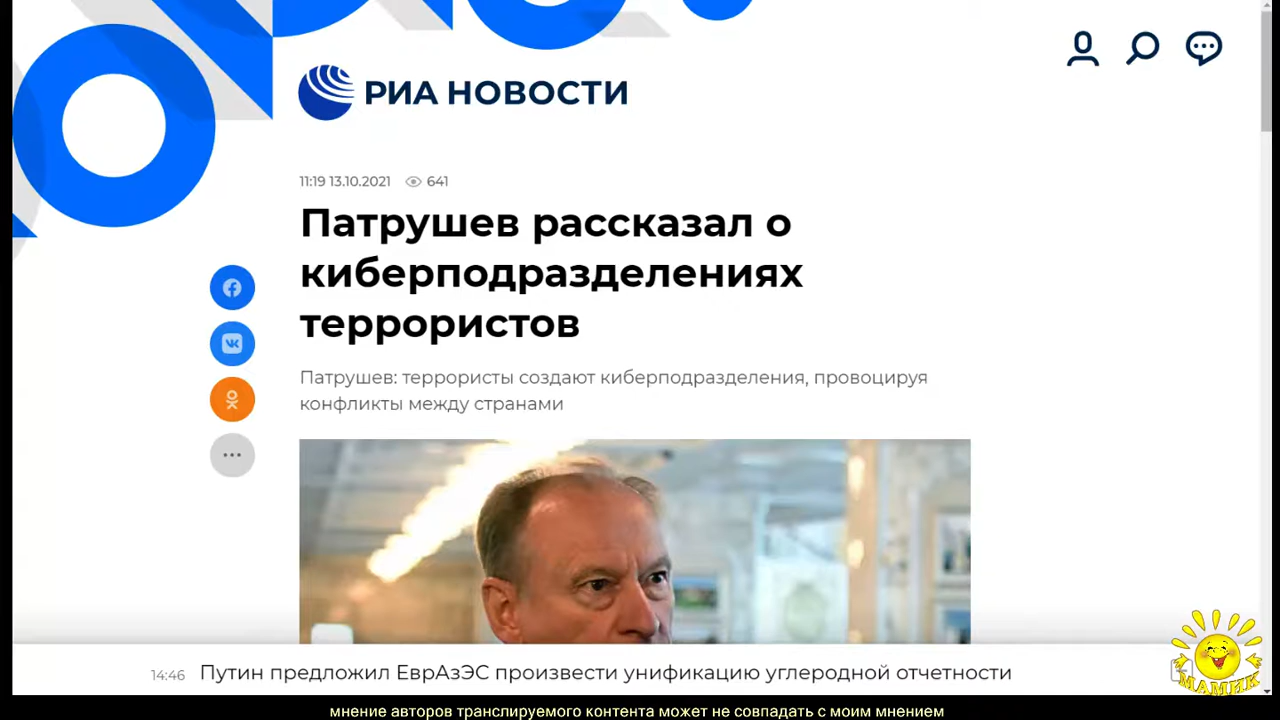 РИА НОВОСТИ
11:19 13.10.2021 641
Патрушев рассказал о
киберподразделениях
террористов
Патрушев: террористы создают киберподразделения, провоцируя
конфликты между странами
14:46 Путин предложил ЕврАзЭС произвести унификацию углеродной отчетности
МАМИК
мнение авторов транслируемого контента может не совпадать с моим мнением